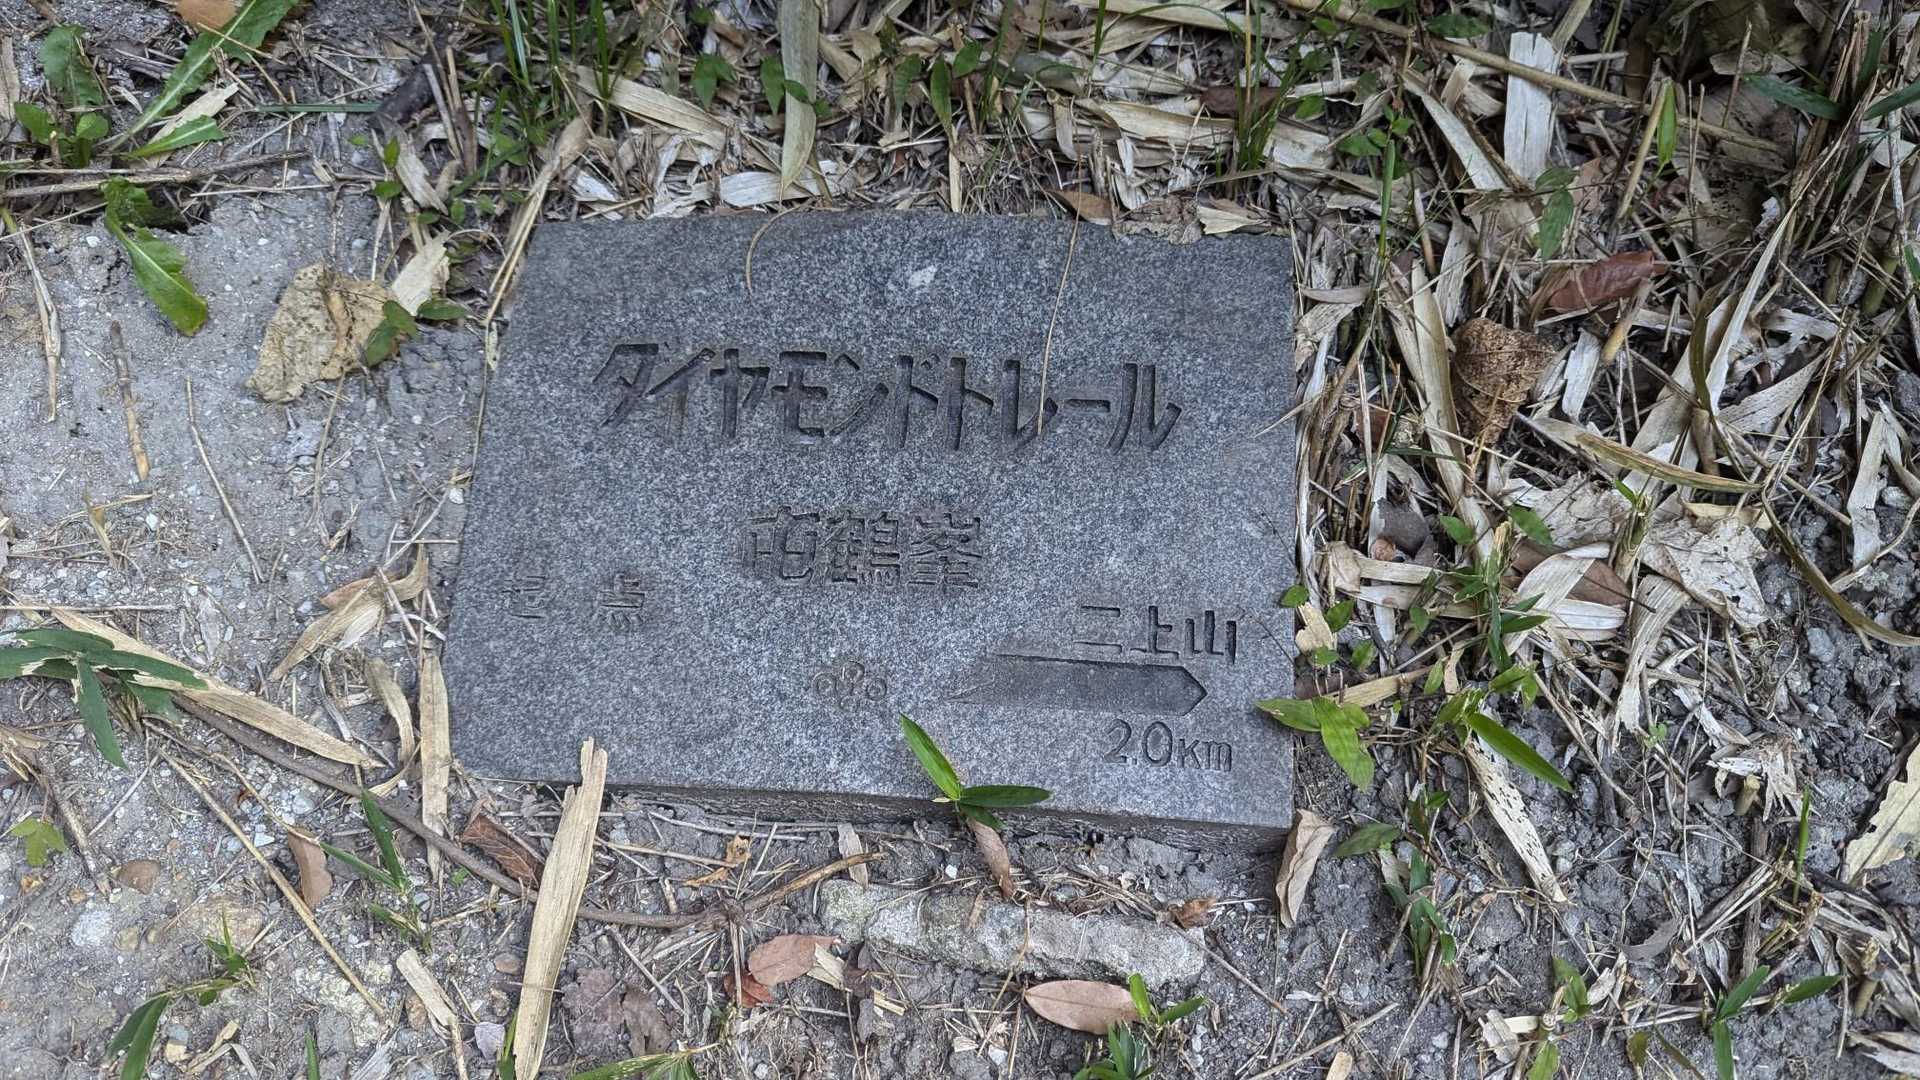 ダイヤモンドトレール
屯鶴峯
起点
二上山
2.0Km